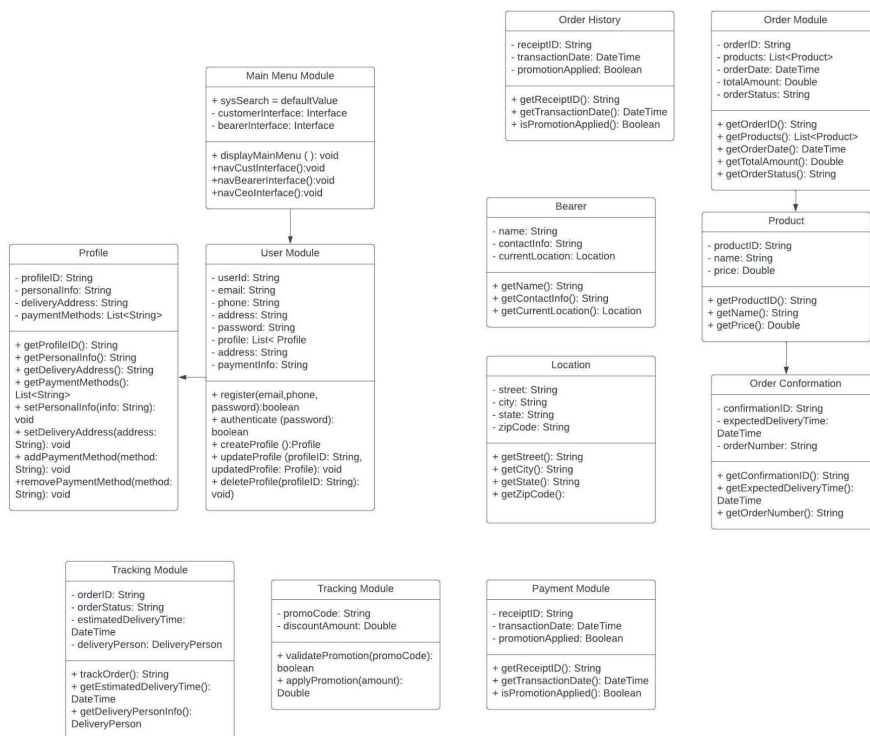 Order History
- receiptID: String
- transactionDate: DateTime
- promotionApplied: Boolean
+ getReceiptID(): String
+ getTransactionDate(): DateTime
+ isPromotionApplied(): Boolean
Order Module
- orderID: String
- products: List<Product>
- orderDate: DateTime
- totalAmount: Double
- orderStatus: String
+ getOrderID(): String
+ getProducts(): List<Product>
+ getOrderDate(): DateTime
+ getTotalAmount(): Double
+ getOrderStatus(): String
Main Menu Module
+ sysSearch = defaultValue
- customerInterface: Interface
- bearerInterface: Interface
+ displayMainMenu ( ): void
+navCustInterface():void
+navBearerInterface():void
+navCeoInterface():void
Bearer
- name: String
- contactInfo: String
- currentLocation: Location
+ getName(): String
+ getContactInfo(): String
+ getCurrentLocation(): Location
Product
- productID: String
- name: String
- price: Double
+ getProductID(): String
+ getName(): String
+ getPrice(): Double
Profile
- profileID: String
- personalInfo: String
- deliveryAddress: String
- paymentMethods: List<String>
+ getProfileID(): String
+ getPersonalInfo(): String
+ getDeliveryAddress(): String
+ getPaymentMethods():
List<String>
+ setPersonalInfo(info: String):
void
+ setDeliveryAddress(address:
String): void
+ addPaymentMethod(method:
String): void
+removePaymentMethod(method:
String): void
User Module
- userId: String
- email: String
- phone: String
- address: String
- password: String
- profile: List< Profile
- address: String
- paymentInfo: String
+ register(email,phone,
password):boolean
+ authenticate (password):
boolean
+ createProfile ():Profile
+ updateProfile (profileID: String,
updatedProfile: Profile): void
+ deleteProfile(profileID: String):
void)
Location
- street: String
- city: String
- state: String
- zipCode: String
+ getStreet(): String
+ getCity(): String
+ getState(): String
+ getZipCode():
Order Conformation
- confirmationID: String
- expectedDeliveryTime:
DateTime
- orderNumber: String
+ getConfirmationID(): String
+ getExpectedDeliveryTime():
DateTime
+ getOrderNumber(): String
Tracking Module
- orderID: String
- orderStatus: String
- estimatedDeliveryTime:
DateTime
- deliveryPerson: DeliveryPerson
+ trackOrder(): String
+ getEstimatedDeliveryTime():
DateTime
+ getDeliveryPersonInfo():
DeliveryPerson
Tracking Module
- promoCode: String
- discountAmount: Double
+ validatePromotion(promoCode):
boolean
+ applyPromotion(amount):
Double
Payment Module
- receiptID: String
- transactionDate: DateTime
- promotionApplied: Boolean
+ getReceiptID(): String
+ getTransactionDate(): DateTime
+ isPromotionApplied(): Boolean